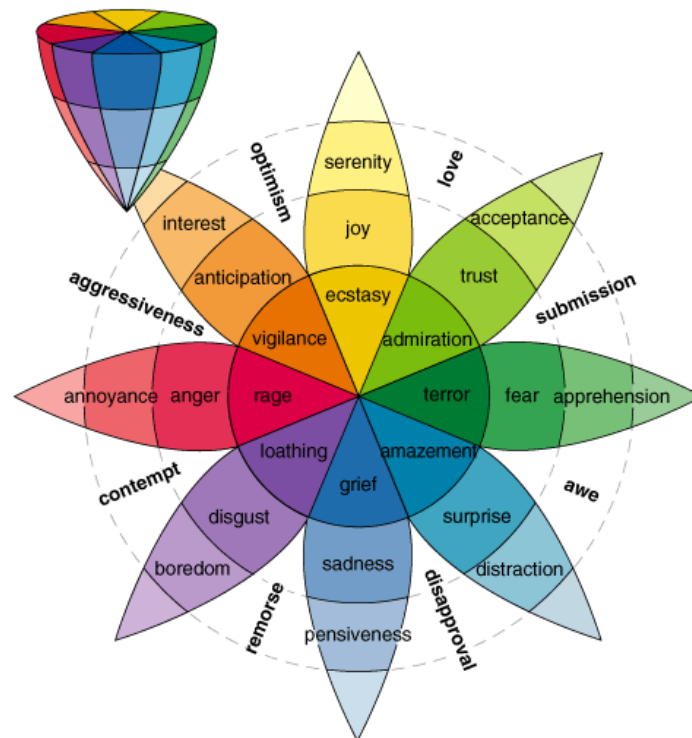 optimism
love
serenity
interest
acceptance
joy
anticipation
trust
aggressiveness
submission
ecstasy
vigilance
admiration
annoyance
anger
rage
terror
fear
apprehension
loathing
amazement
contempt
grief
awe
disgust
surprise
boredom
sadness
distraction
remorse
disapproval
pensiveness